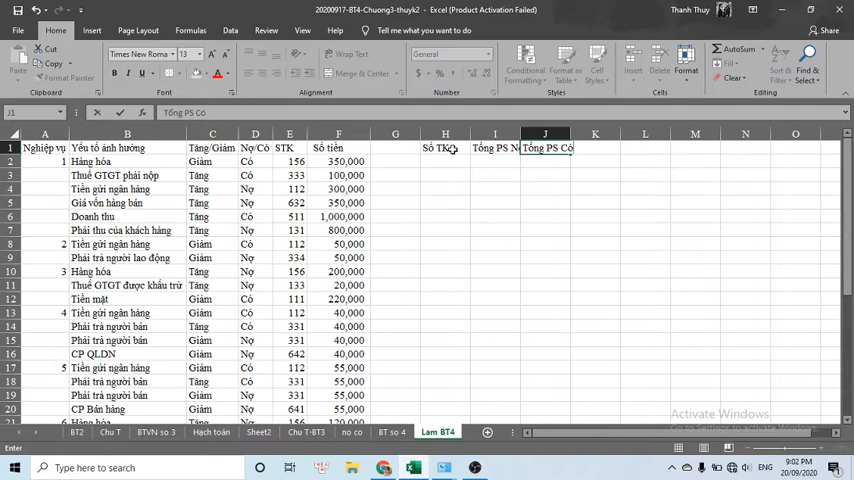 20200917-BT4-Chuong3-thuyk2 - Excel (Product Activation Failed)
Thanh Thuy
File Home Insert Page Layout Formulas Data Review View Help Tell me what you want to do Share
Cut
Copy
Format Painter
Paste
Clipboard
Times New Roma 13
B I U
Font
Merge & Center
Alignment
General
$ % ,
Number
Conditional Formatting
Format as Table
Cell Styles
Styles
Insert Delete Format
Cells
AutoSum
Fill
Clear
Sort & Filter
Find & Select
Editing
J1 fx Tổng PS Có
A B C D E F G H I J K L M N O
1 Nghiệp vụ Yếu tố ảnh hưởng Tăng/Giảm Nợ/Có STK Số tiền Số TK Tổng PS Nợ Tổng PS Có
2 1 Hàng hóa Giảm Có 156 350,000
3 Thuế GTGT phải nộp Tăng Có 333 100,000
4 Tiền gửi ngân hàng Tăng Nợ 112 300,000
5 Giá vốn hàng bán Tăng Nợ 632 350,000
6 Doanh thu Tăng Có 511 1,000,000
7 Phải thu của khách hàng Tăng Nợ 131 800,000
8 2 Tiền gửi ngân hàng Giảm Có 112 50,000
9 Phải trả người lao động Giảm Nợ 334 50,000
10 3 Hàng hóa Tăng Nợ 156 200,000
11 Thuế GTGT được khấu trừ Tăng Nợ 133 20,000
12 Tiền mặt Giảm Có 111 220,000
13 4 Tiền gửi ngân hàng Giảm Có 112 40,000
14 Phải trả người bán Tăng Có 331 40,000
15 Phải trả người bán Giảm Nợ 331 40,000
16 CP QLDN Giảm Nợ 642 40,000
17 5 Tiền gửi ngân hàng Giảm Có 112 55,000
18 Phải trả người bán Tăng Có 331 55,000
19 Phải trả người bán Giảm Nợ 331 55,000
20 CP Bán hàng Tăng Nợ 641 55,000
21 6 Hàng hóa Tăng Nợ 156 120,000
Activate Windows
Go to Settings to activate Windows.
BT2 Chu T BTVN so 3 Hạch toán Sheet2 Chu T-BT3 no co BT so 4 Lam BT4
Enter
Type here to search
ENG
9:02 PM
20/09/2020